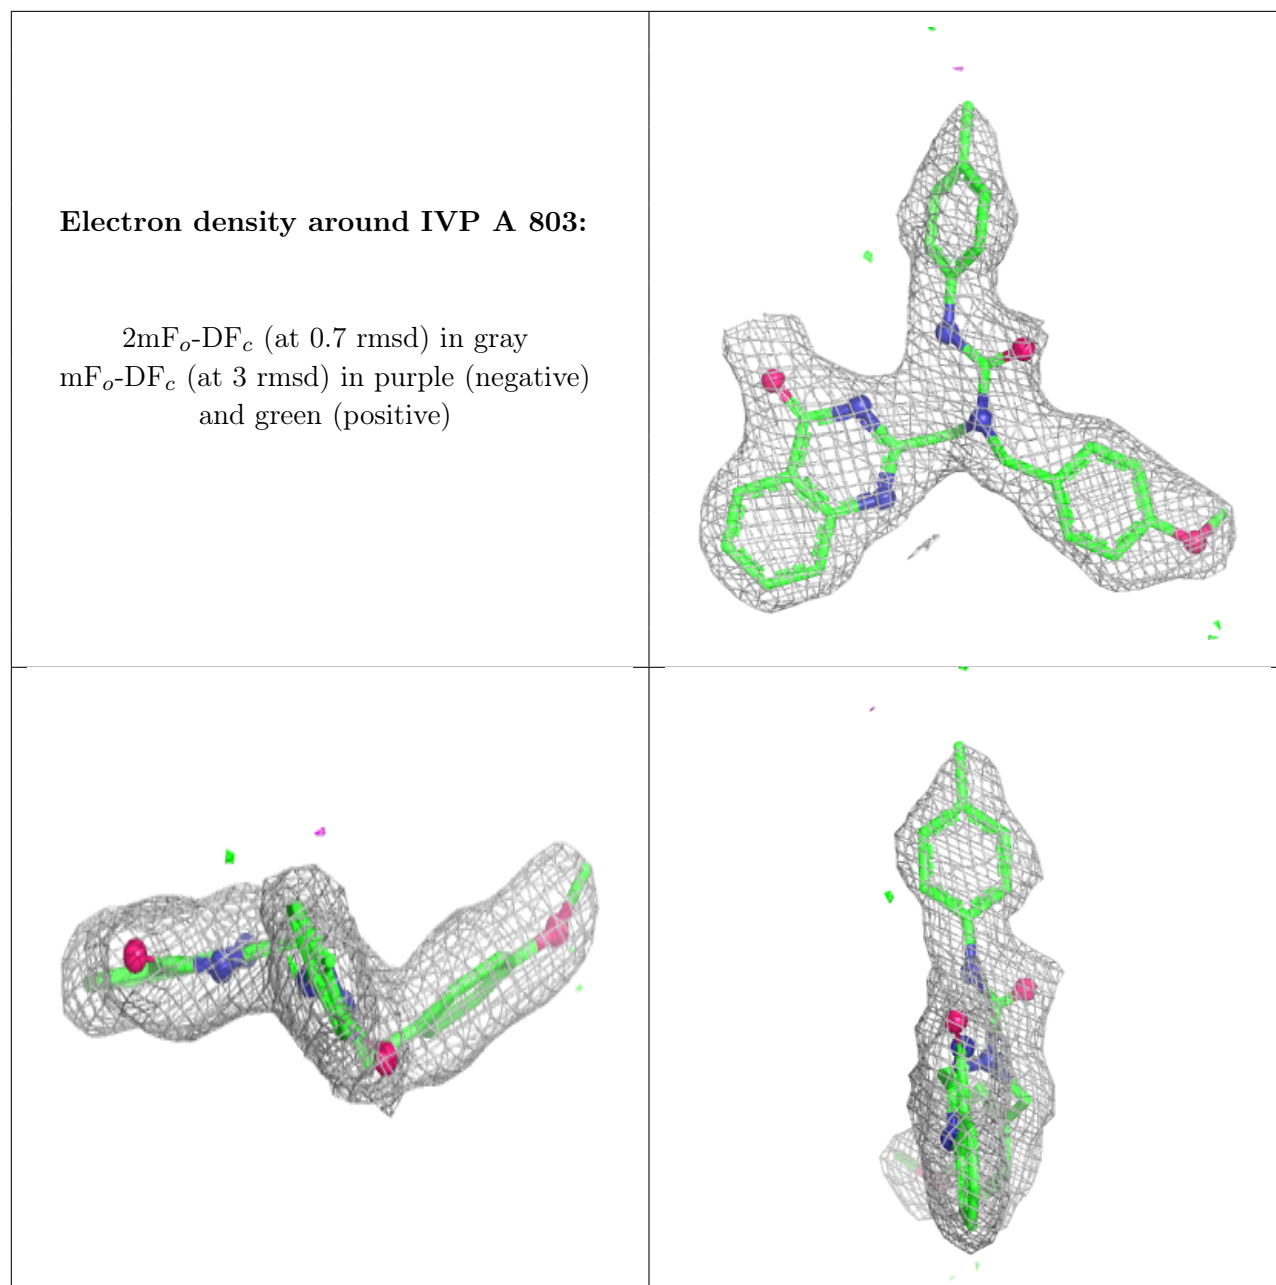 Electron density around IVP A 803:
2mFo-DFc (at 0.7 rmsd) in gray
mFo-DFc (at 3 rmsd) in purple (negative)
and green (positive)